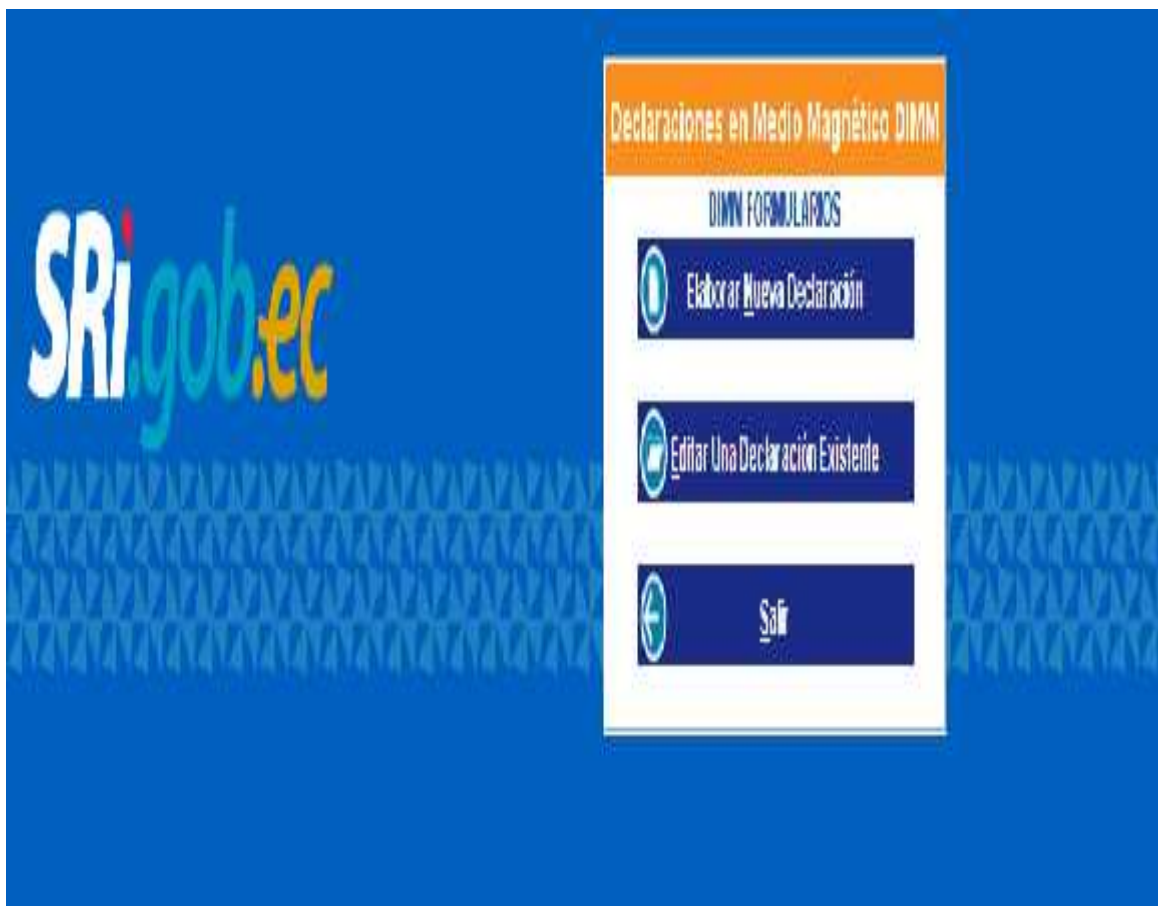 SRi.gob.ec
Declaraciones en Medio Magnético DIMM
DIMM FORMULARIOS
Elaborar Nueva Declaración
Editar Una Declaración Existente
Salir